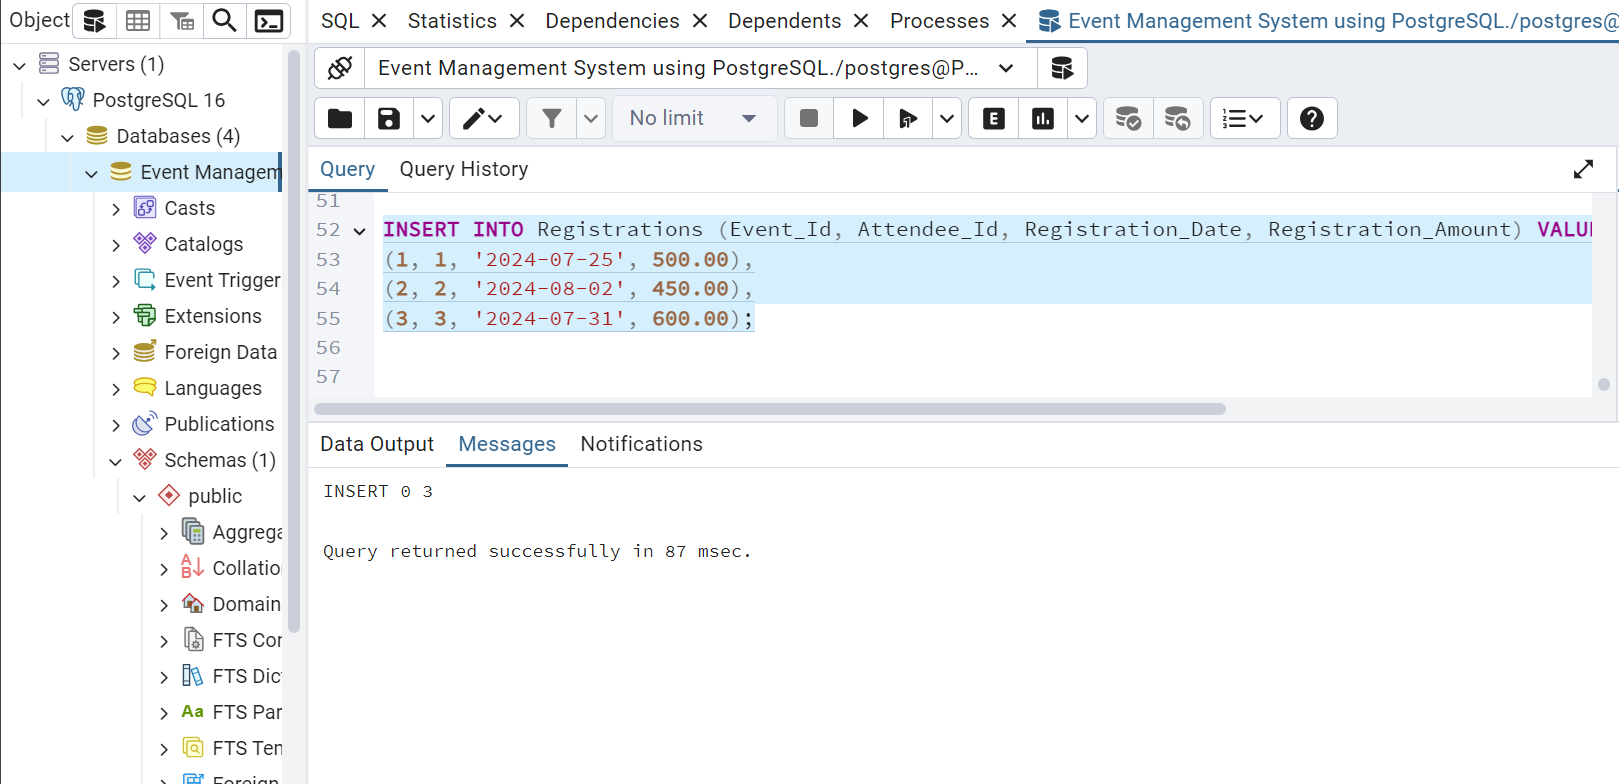 Object
SQL
Statistics
Dependencies
Dependents
Processes
Event Management System using PostgreSQL./postgres@
Servers (1)
PostgreSQL 16
Databases (4)
Event Managem
Casts
Catalogs
Event Trigger
Extensions
Foreign Data
Languages
Publications
Schemas (1)
public
Aggrega
Collatio
Domain
FTS Cor
FTS Dic
Aa FTS Par
FTS Ten
Foreign
Event Management System using PostgreSQL./postgres@P...
No limit
E
Query
Query History
51
52 INSERT INTO Registrations (Event_Id, Attendee_Id, Registration_Date, Registration_Amount) VALU
53 (1, 1, '2024-07-25', 500.00),
54 (2, 2, '2024-08-02', 450.00),
55 (3, 3, '2024-07-31', 600.00);
56
57
Data Output
Messages
Notifications
INSERT 0 3
Query returned successfully in 87 msec.